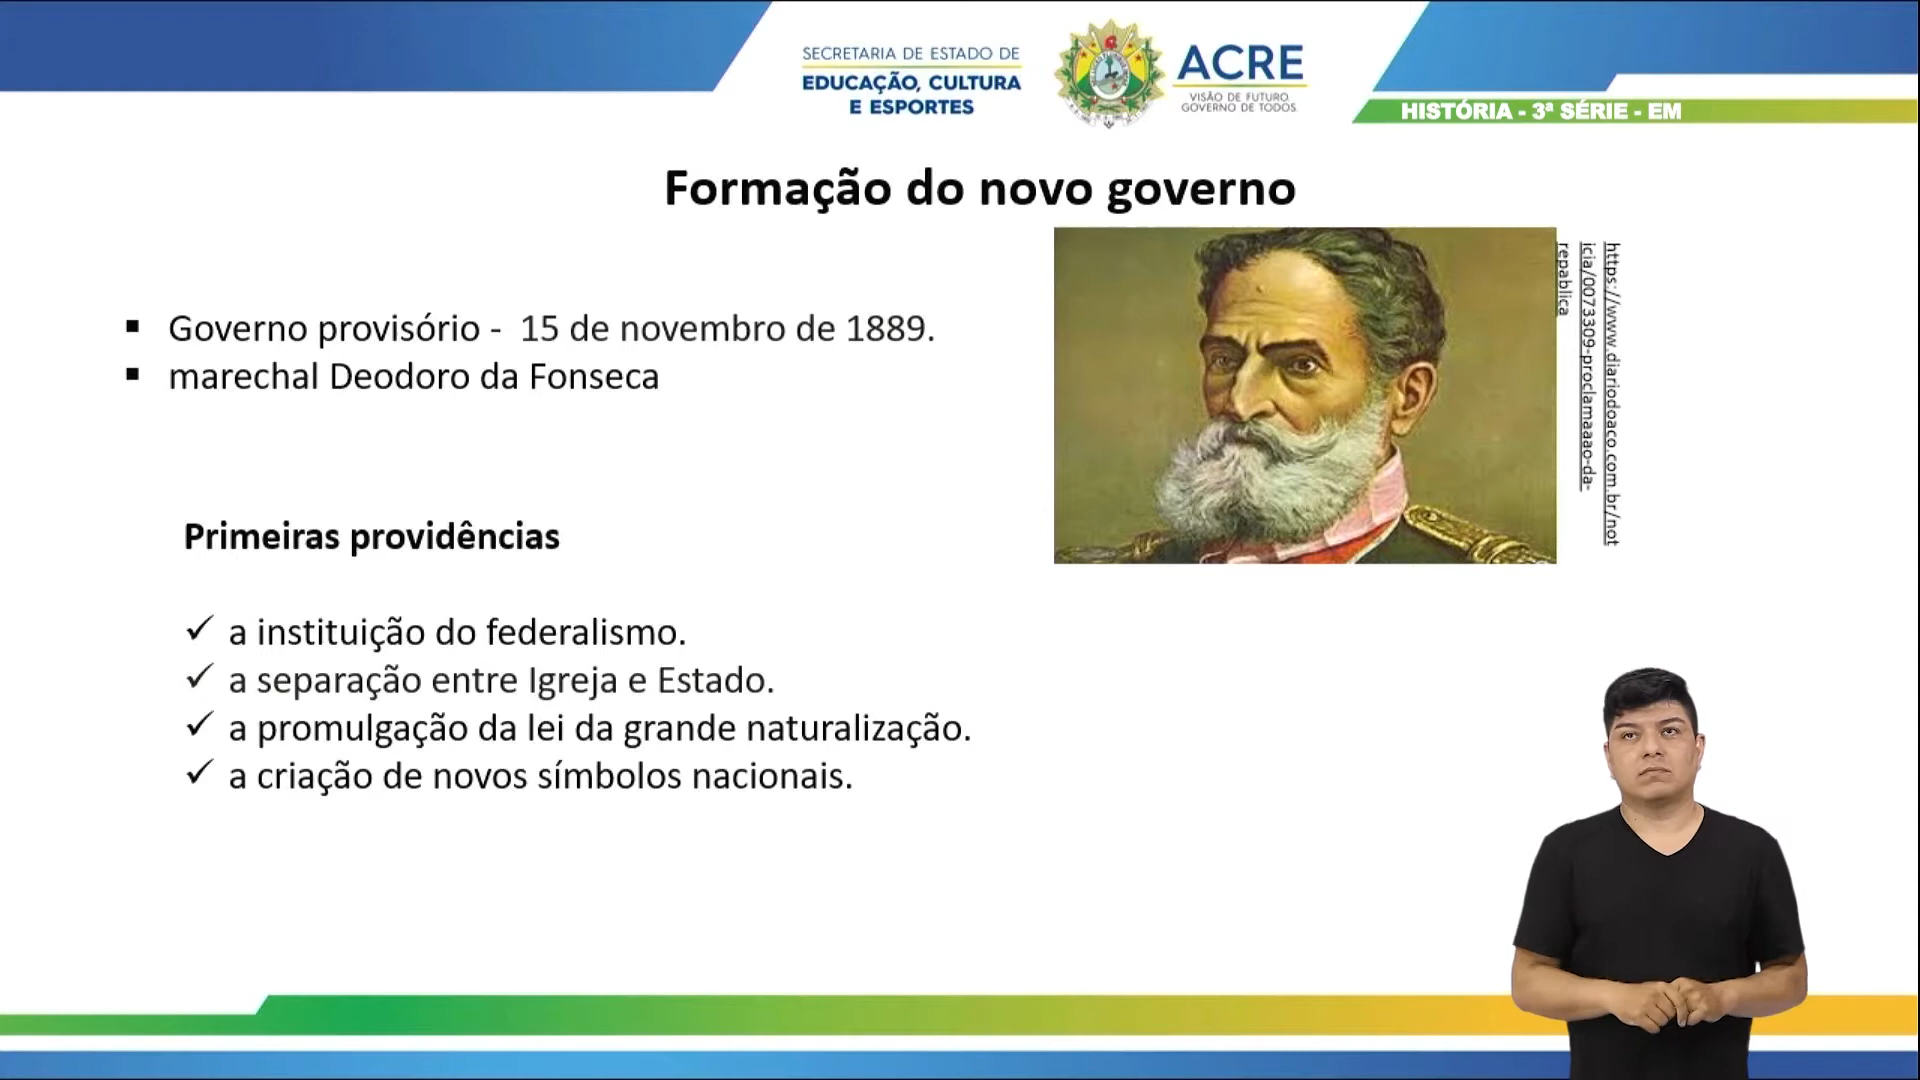 SECRETARIA DE ESTADO DE
EDUCAÇÃO, CULTURA
E ESPORTES
ACRE
VISÃO DE FUTURO.
GOVERNO DE TODOS.
HISTÓRIA - 3ª SÉRIE - EM
Formação do novo governo
▪ Governo provisório -  15 de novembro de 1889.
▪ marechal Deodoro da Fonseca
https://www.diariodoaco.com.br/not
icia/0073309-proclamaaao-da-
repablica
Primeiras providências
✓ a instituição do federalismo.
✓ a separação entre Igreja e Estado.
✓ a promulgação da lei da grande naturalização.
✓ a criação de novos símbolos nacionais.